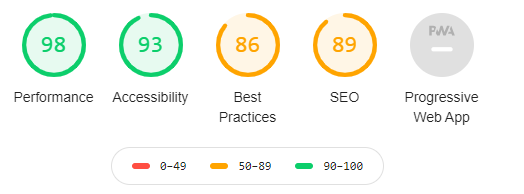 98 93 86 89 PWA
Performance Accessibility Best Practices SEO Progressive Web App
0–49 50–89 90–100